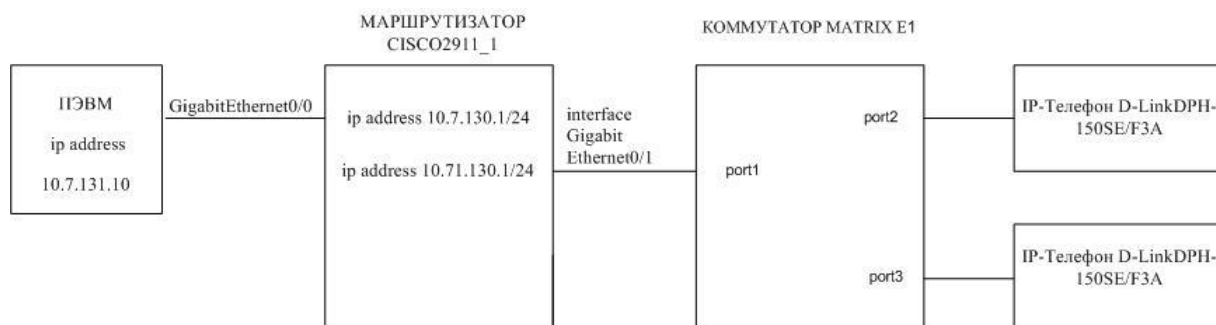 МАРШРУТИЗАТОР
CISCO2911_1
КОММУТАТОР MATRIX E1
ПЭВМ
ip address
10.7.131.10
GigabitEthernet0/0
ip address 10.7.130.1/24
ip address 10.71.130.1/24
interface
Gigabit
Ethernet0/1
port1
port2
port3
IP-Телефон D-LinkDPH-
150SE/F3A
IP-Телефон D-LinkDPH-
150SE/F3A